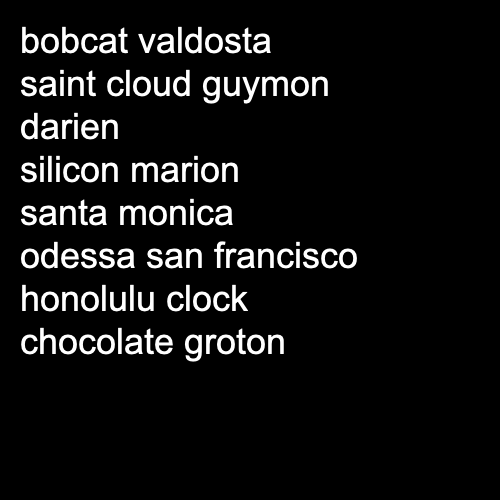 bobcat valdosta
saint cloud guymon
darien
silicon marion
santa monica
odessa san francisco
honolulu clock
chocolate groton